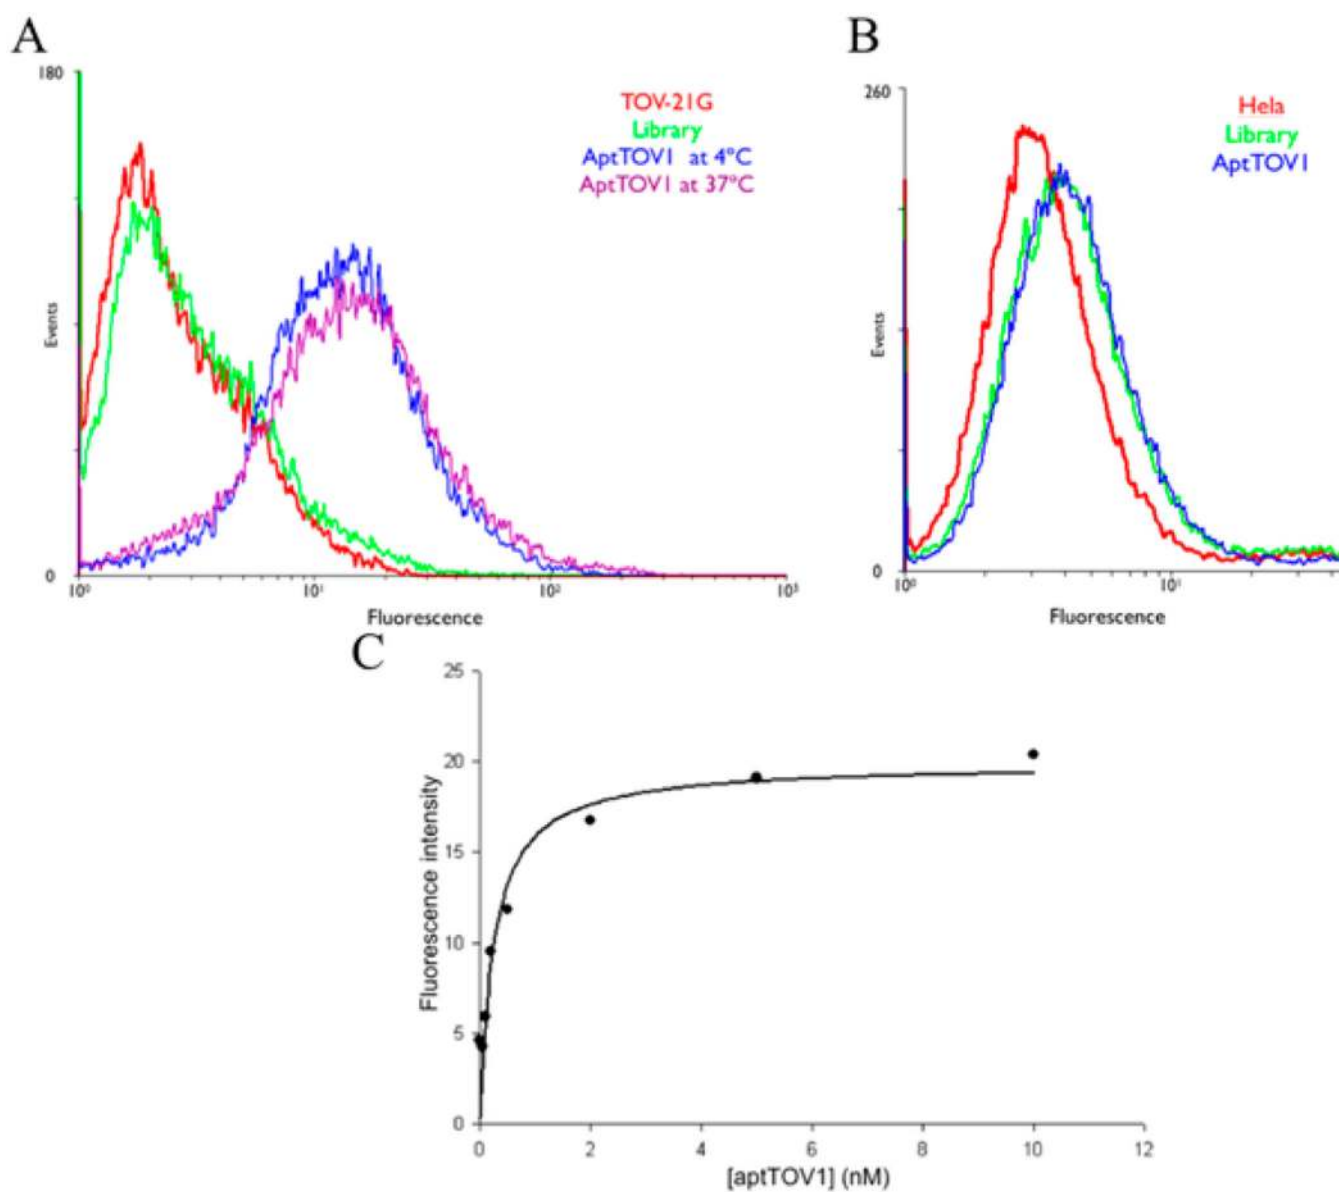 A
180
TOV-21G
Library
AptTOV1 at 4°C
AptTOV1 at 37°C
Events
0
10⁰
10¹
10²
10³
Fluorescence
B
260
Hela
Library
AptTOV1
Events
0
10⁰
10¹
Fluorescence
C
25
20
15
10
5
0
Fluorescence intensity
0 2 4 6 8 10 12
[aptTOV1] (nM)